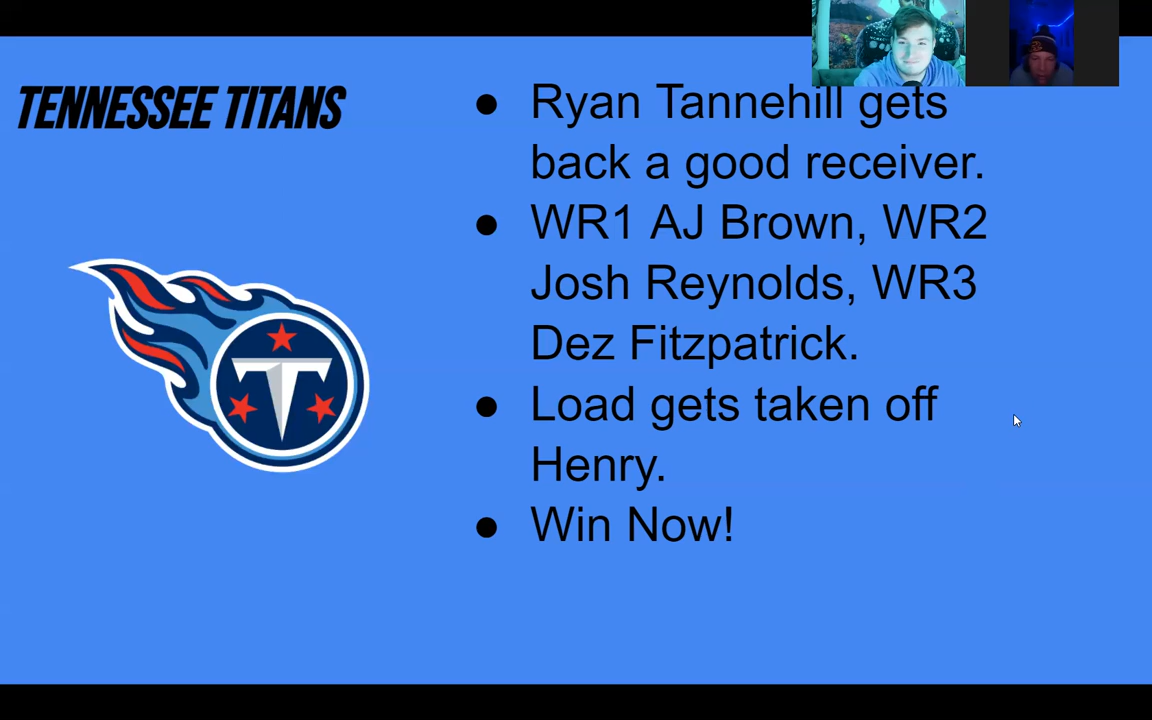 TENNESSEE TITANS
● Ryan Tannehill gets
back a good receiver.
● WR1 AJ Brown, WR2
Josh Reynolds, WR3
Dez Fitzpatrick.
● Load gets taken off
Henry.
● Win Now!